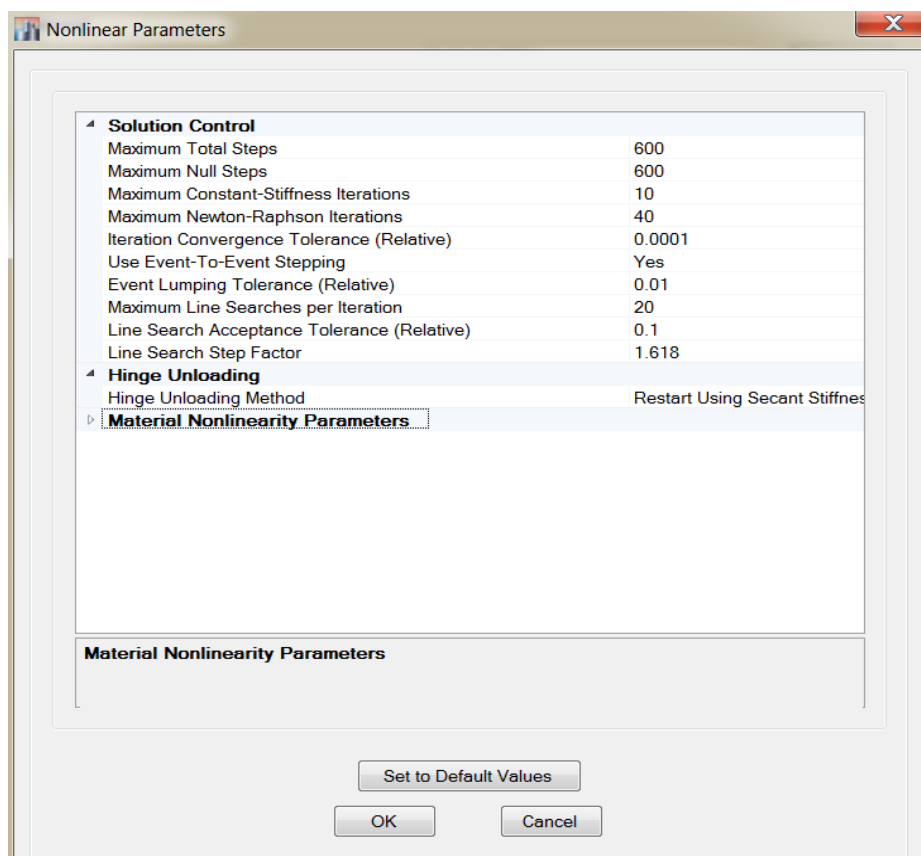 Nonlinear Parameters
X
Solution Control
Maximum Total Steps 600
Maximum Null Steps 600
Maximum Constant-Stiffness Iterations 10
Maximum Newton-Raphson Iterations 40
Iteration Convergence Tolerance (Relative) 0.0001
Use Event-To-Event Stepping Yes
Event Lumping Tolerance (Relative) 0.01
Maximum Line Searches per Iteration 20
Line Search Acceptance Tolerance (Relative) 0.1
Line Search Step Factor 1.618
Hinge Unloading
Hinge Unloading Method Restart Using Secant Stiffnes
Material Nonlinearity Parameters
Material Nonlinearity Parameters
Set to Default Values
OK Cancel